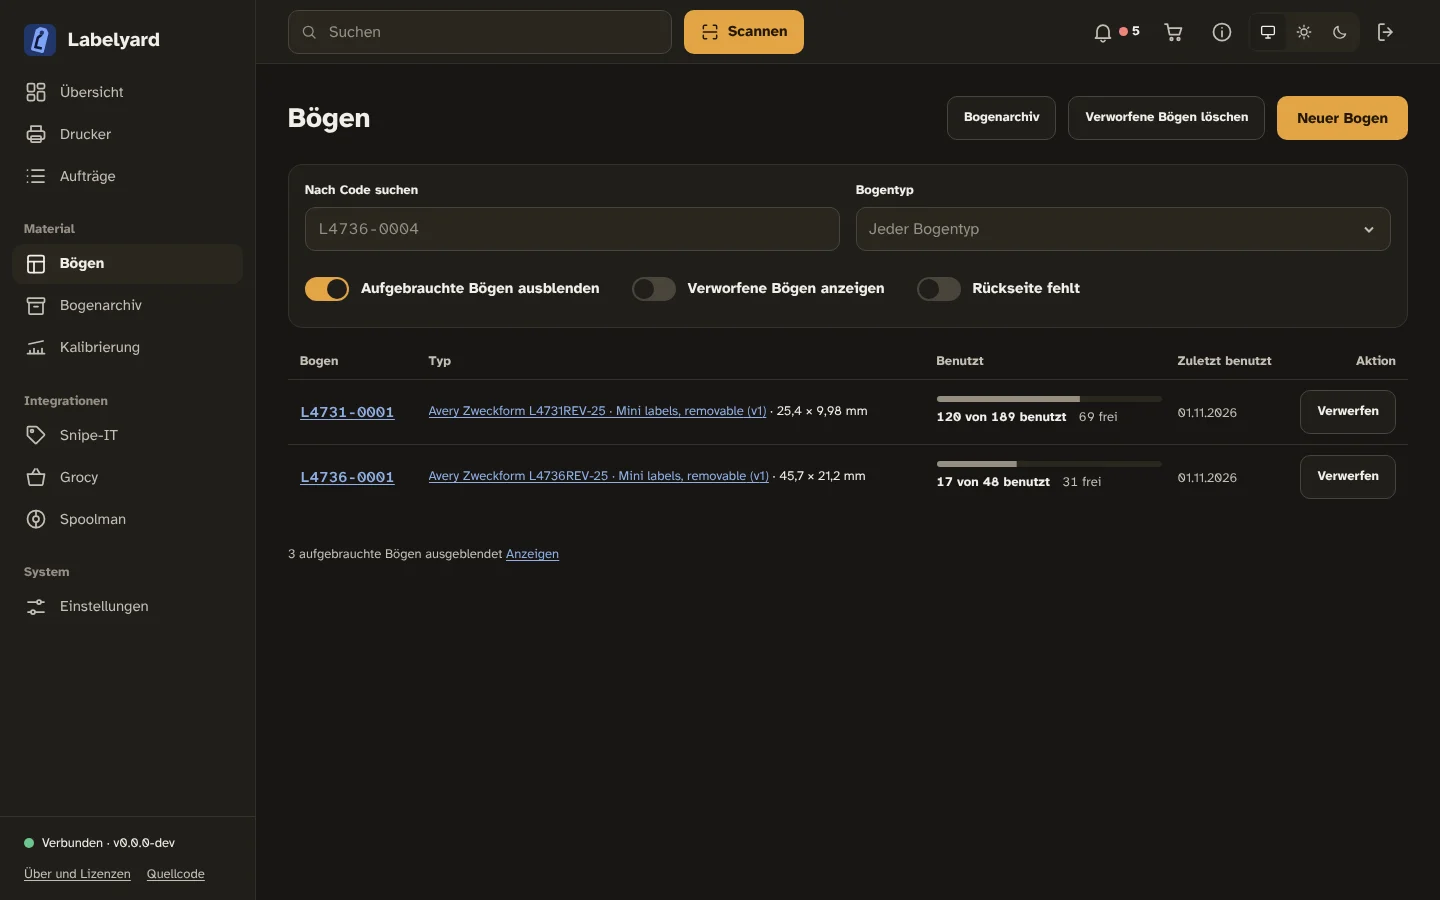 Labelyard
Suchen
Scannen
5
Übersicht
Drucker
Aufträge
Material
Bögen
Bogenarchiv
Kalibrierung
Integrationen
Snipe-IT
Grocy
Spoolman
System
Einstellungen
Verbunden · v0.0.0-dev
Über und Lizenzen Quellcode
Bögen
Bogenarchiv
Verworfene Bögen löschen
Neuer Bogen
Nach Code suchen
L4736-0004
Bogentyp
Jeder Bogentyp
Aufgebrauchte Bögen ausblenden
Verworfene Bögen anzeigen
Rückseite fehlt
Bogen Typ Benutzt Zuletzt benutzt Aktion
L4731-0001 Avery Zweckform L4731REV-25 · Mini labels, removable (v1) · 25,4 × 9,98 mm 120 von 189 benutzt 69 frei 01.11.2026 Verwerfen
L4736-0001 Avery Zweckform L4736REV-25 · Mini labels, removable (v1) · 45,7 × 21,2 mm 17 von 48 benutzt 31 frei 01.11.2026 Verwerfen
3 aufgebrauchte Bögen ausgeblendet Anzeigen